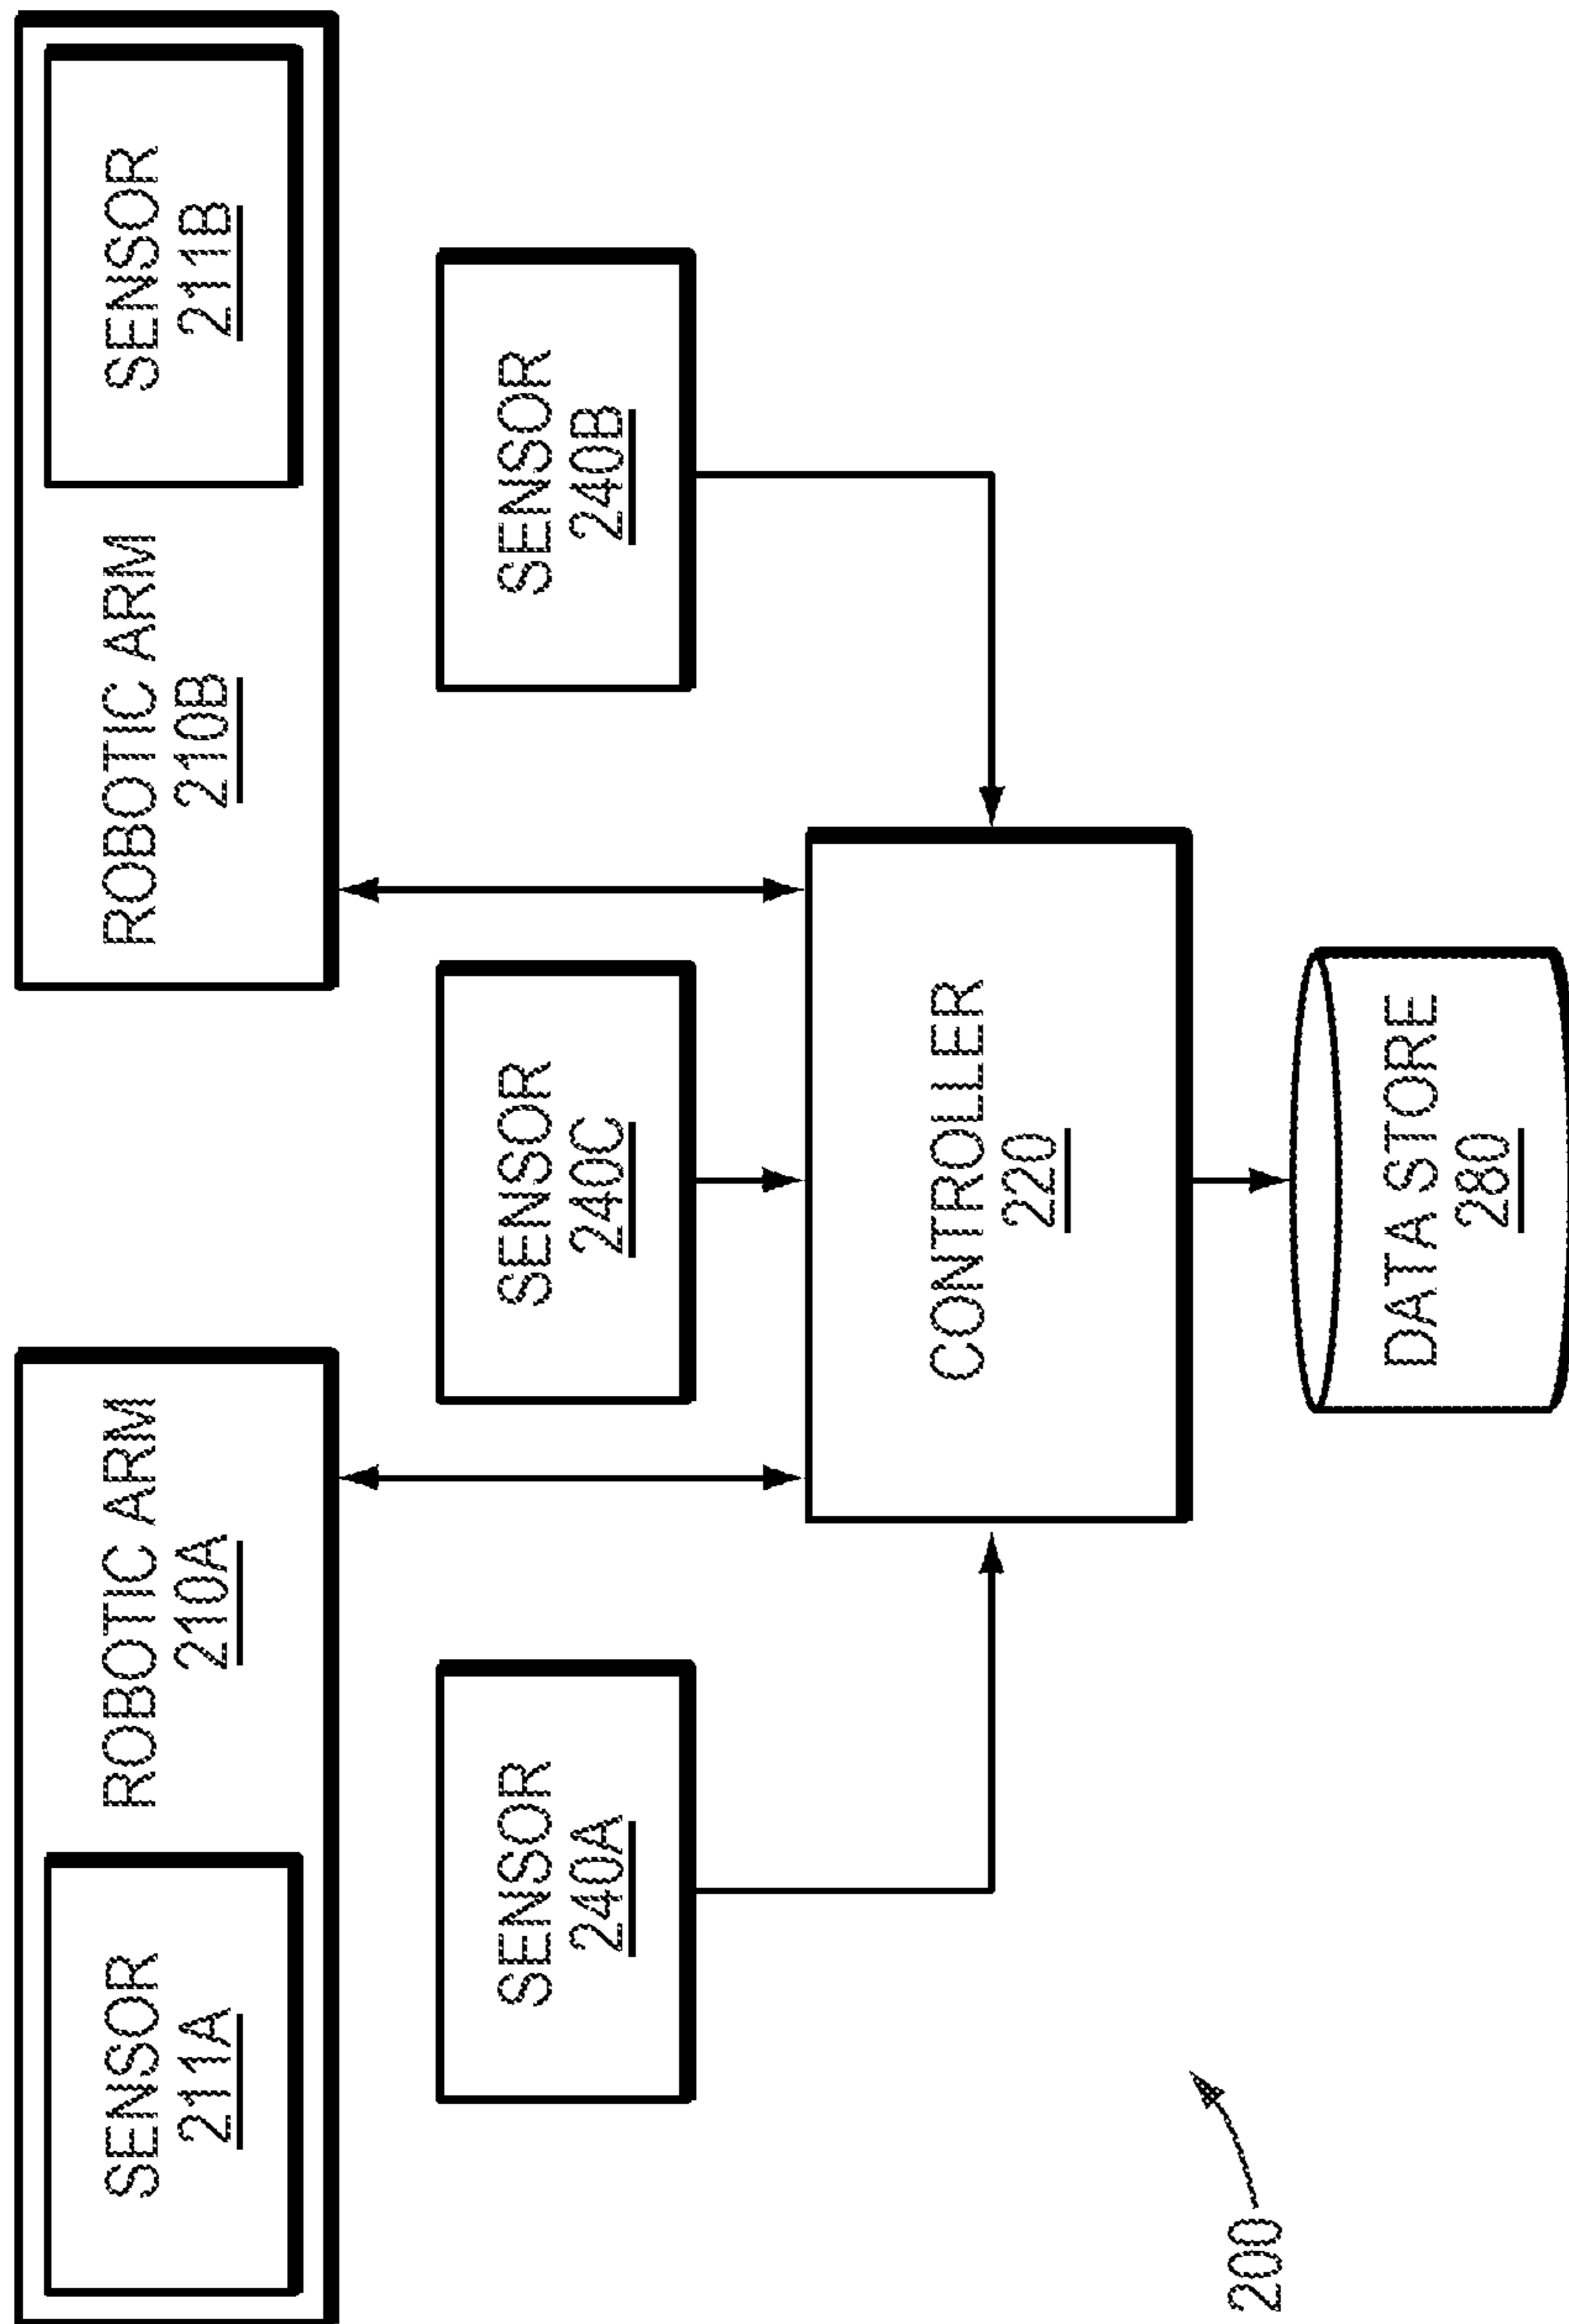 SENSOR
211A
ROBOTIC ARM
210A
ROBOTIC ARM
210B
SENSOR
211B
SENSOR
240A
SENSOR
240C
SENSOR
240B
CONTROLLER
220
DATA STORE
280
200